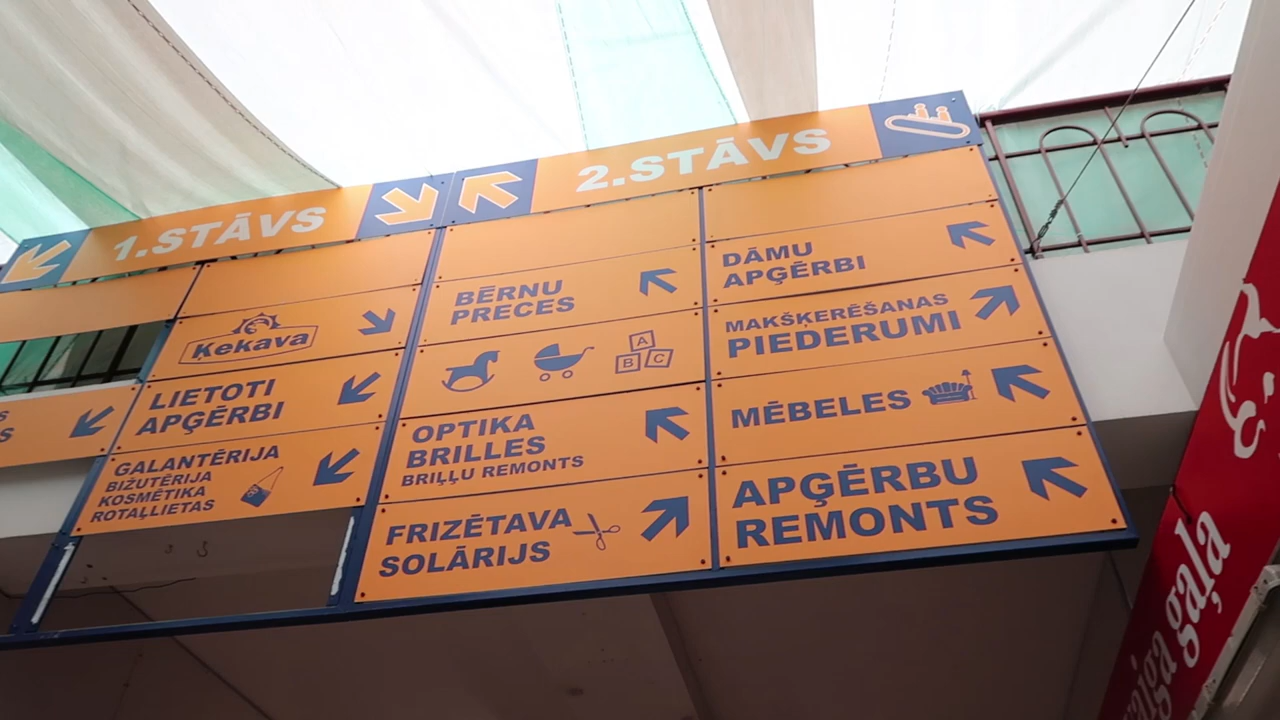 1.STĀVS
Ķekava
LIETOTI
APĢĒRBI
GALANTĒRIJA
BIŽUTĒRIJA
KOSMĒTIKA
ROTAĻLIETAS
2.STĀVS
BĒRNU
PRECES
A
B C
OPTIKA
BRILLES
BRIĻĻU REMONTS
FRIZĒTAVA
SOLĀRIJS
DĀMU
APĢĒRBI
MAKŠĶERĒŠANAS
PIEDERUMI
MĒBELES
APĢĒRBU
REMONTS
gaļa